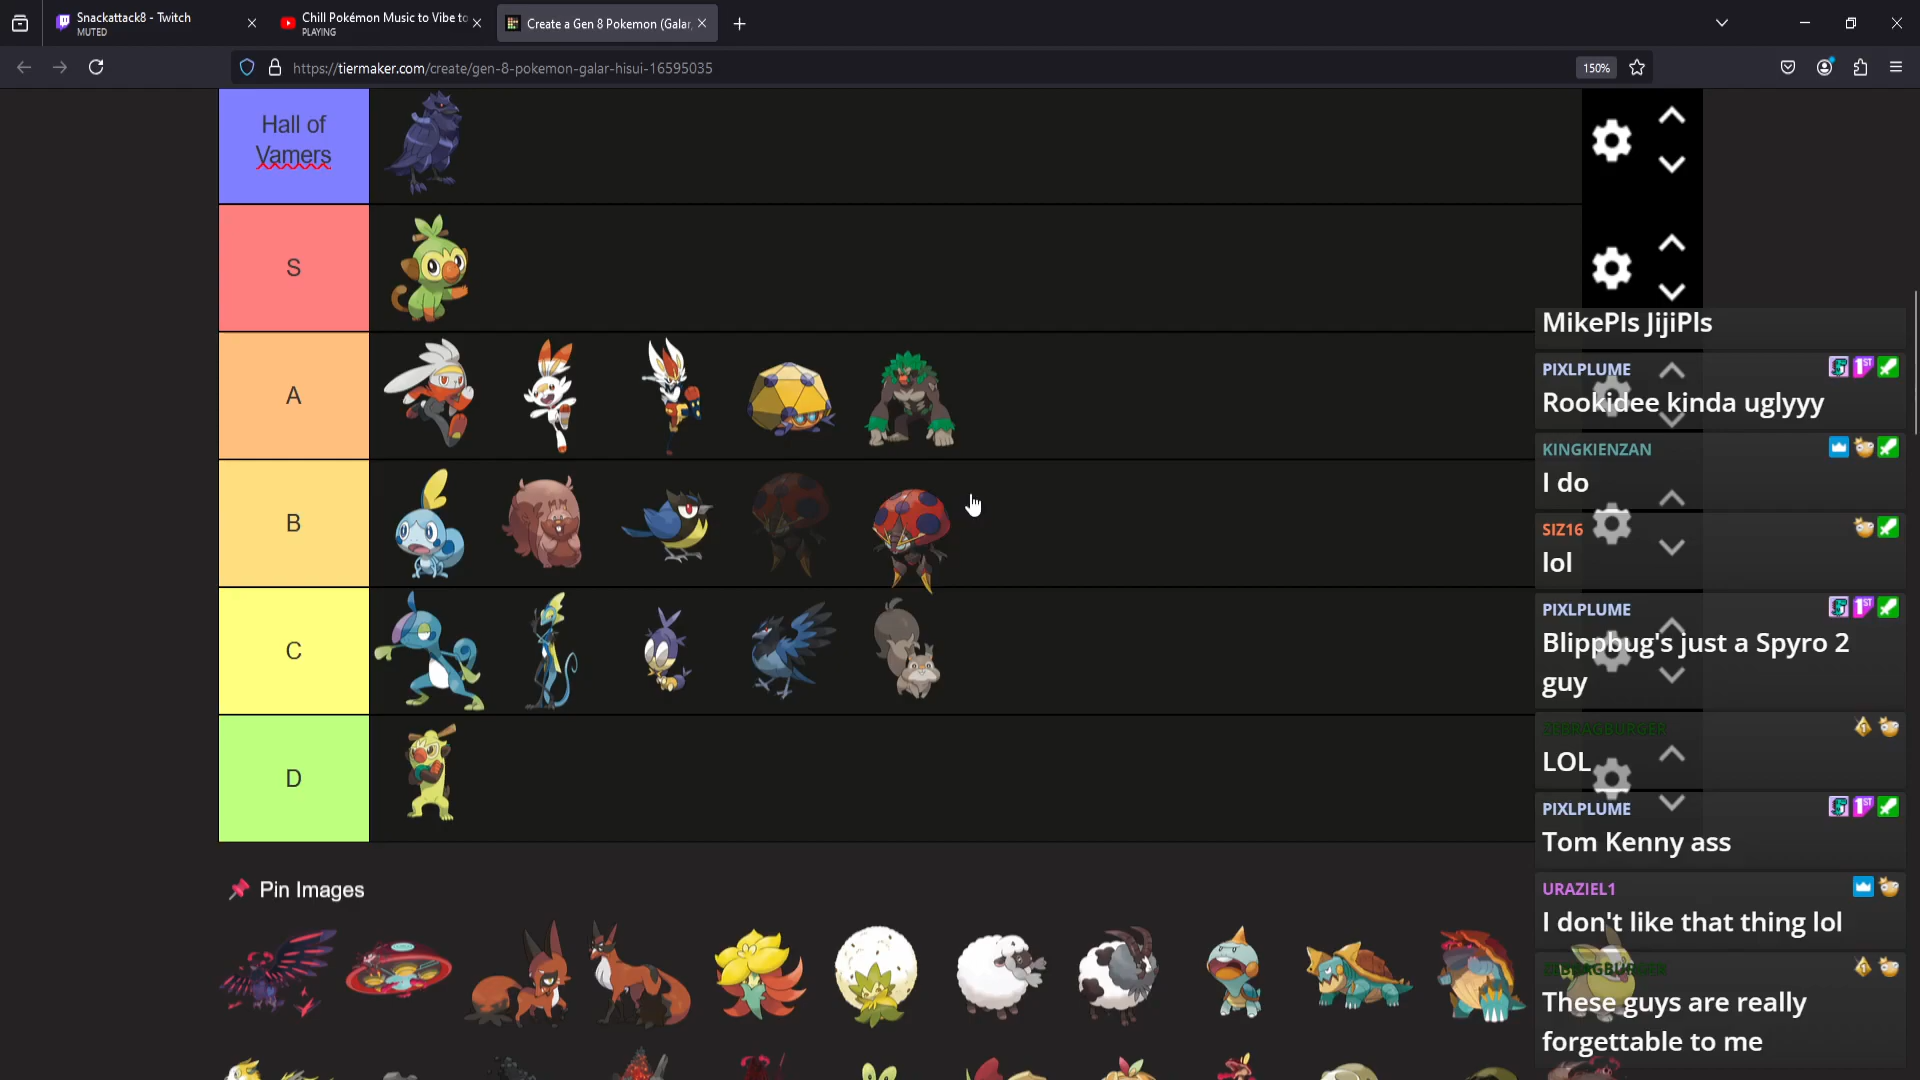 Snackattack8 - Twitch
MUTED
Chill Pokémon Music to Vibe to
PLAYING
Create a Gen 8 Pokemon (Galar,
https://tiermaker.com/create/gen-8-pokemon-galar-hisui-16595035
150%
Hall of
Vamers
S
A
B
C
D
Pin Images
MikePls JijiPls
PIXLPLUME
Rookidee kinda uglyyy
KINGKIENZAN
I do
SIZ16
lol
PIXLPLUME
Blippbug's just a Spyro 2
guy
ZEBRAGBURGER
LOL
PIXLPLUME
Tom Kenny ass
URAZIEL1
I don't like that thing lol
ZEBRAGBURGER
These guys are really
forgettable to me